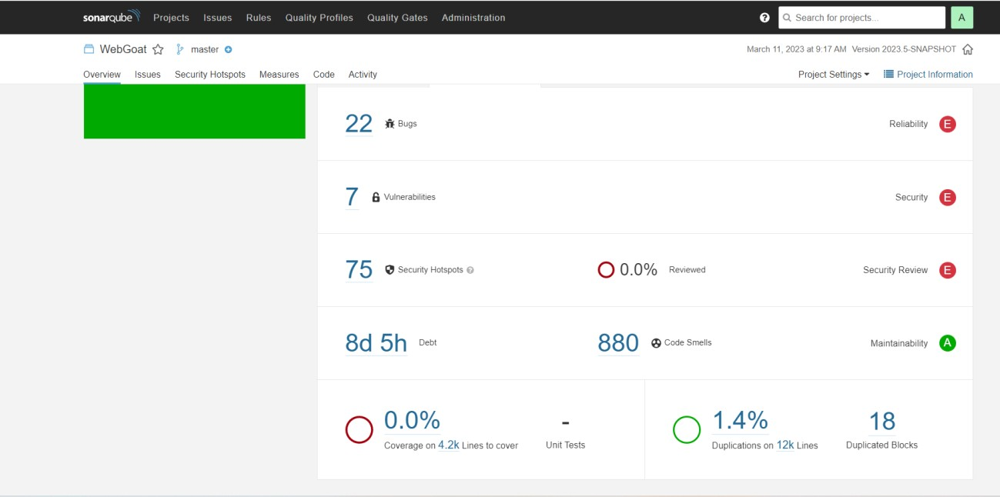 sonarqube Projects Issues Rules Quality Profiles Quality Gates Administration ? Search for projects... A
WebGoat master March 11, 2023 at 9:17 AM Version 2023.5-SNAPSHOT
Overview Issues Security Hotspots Measures Code Activity Project Settings Project Information
22 Bugs Reliability E
7 Vulnerabilities Security E
75 Security Hotspots ? 0.0% Reviewed Security Review E
8d 5h Debt 880 Code Smells Maintainability A
0.0% - 1.4% 18
Coverage on 4.2k Lines to cover Unit Tests Duplications on 12k Lines Duplicated Blocks